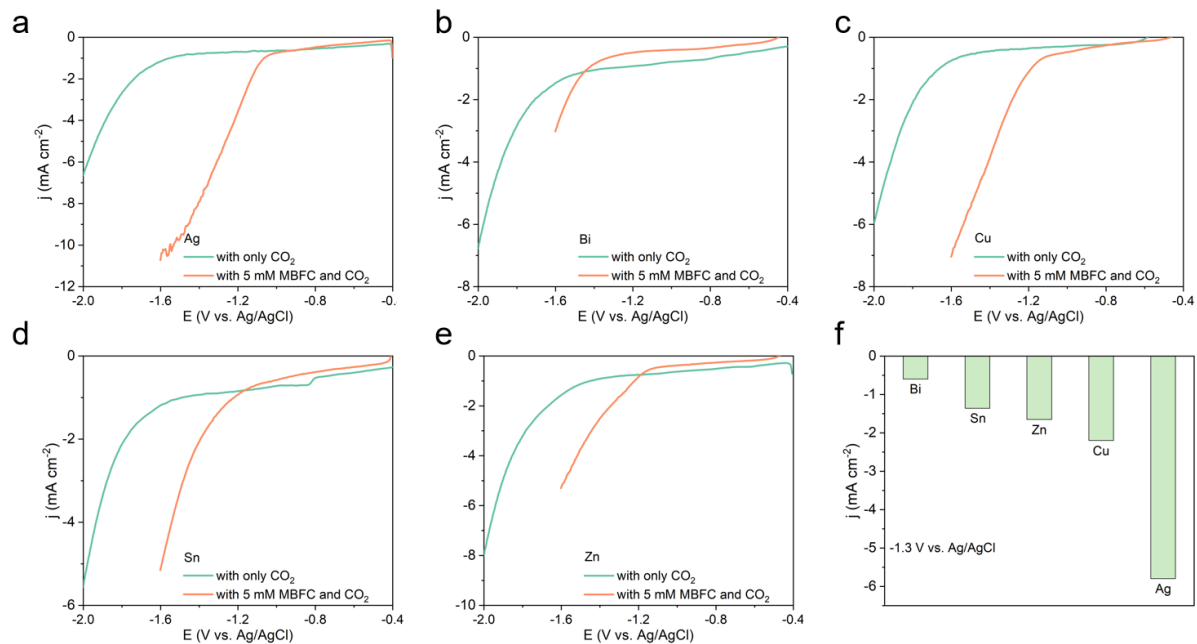 a
0
-2
-4
-6
-8
-10
-12
j (mA cm⁻²)
Ag
with only CO₂
with 5 mM MBFC and CO₂
-2.0
-1.6
-1.2
-0.8
-0.4
E (V vs. Ag/AgCl)
b
0
-2
-4
-6
-8
j (mA cm⁻²)
Bi
with only CO₂
with 5 mM MBFC and CO₂
-2.0
-1.6
-1.2
-0.8
-0.4
E (V vs. Ag/AgCl)
c
0
-2
-4
-6
-8
j (mA cm⁻²)
Cu
with only CO₂
with 5 mM MBFC and CO₂
-2.0
-1.6
-1.2
-0.8
-0.4
E (V vs. Ag/AgCl)
d
0
-2
-4
-6
j (mA cm⁻²)
Sn
with only CO₂
with 5 mM MBFC and CO₂
-2.0
-1.6
-1.2
-0.8
-0.4
E (V vs. Ag/AgCl)
e
0
-2
-4
-6
-8
-10
j (mA cm⁻²)
Zn
with only CO₂
with 5 mM MBFC and CO₂
-2.0
-1.6
-1.2
-0.8
-0.4
E (V vs. Ag/AgCl)
f
0
-1
-2
-3
-4
-5
-6
j (mA cm⁻²)
Bi
Sn
Zn
Cu
Ag
-1.3 V vs. Ag/AgCl